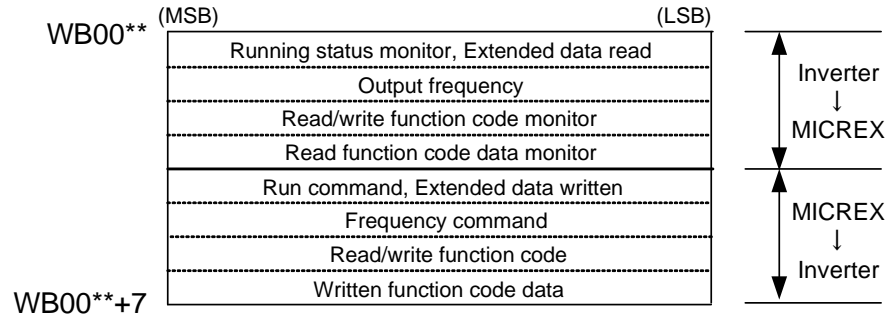 (MSB) (LSB)
WB00**
Running status monitor, Extended data read
Output frequency
Read/write function code monitor
Read function code data monitor
Inverter
↓
MICREX
Run command, Extended data written
Frequency command
Read/write function code
Written function code data
MICREX
↓
Inverter
WB00**+7